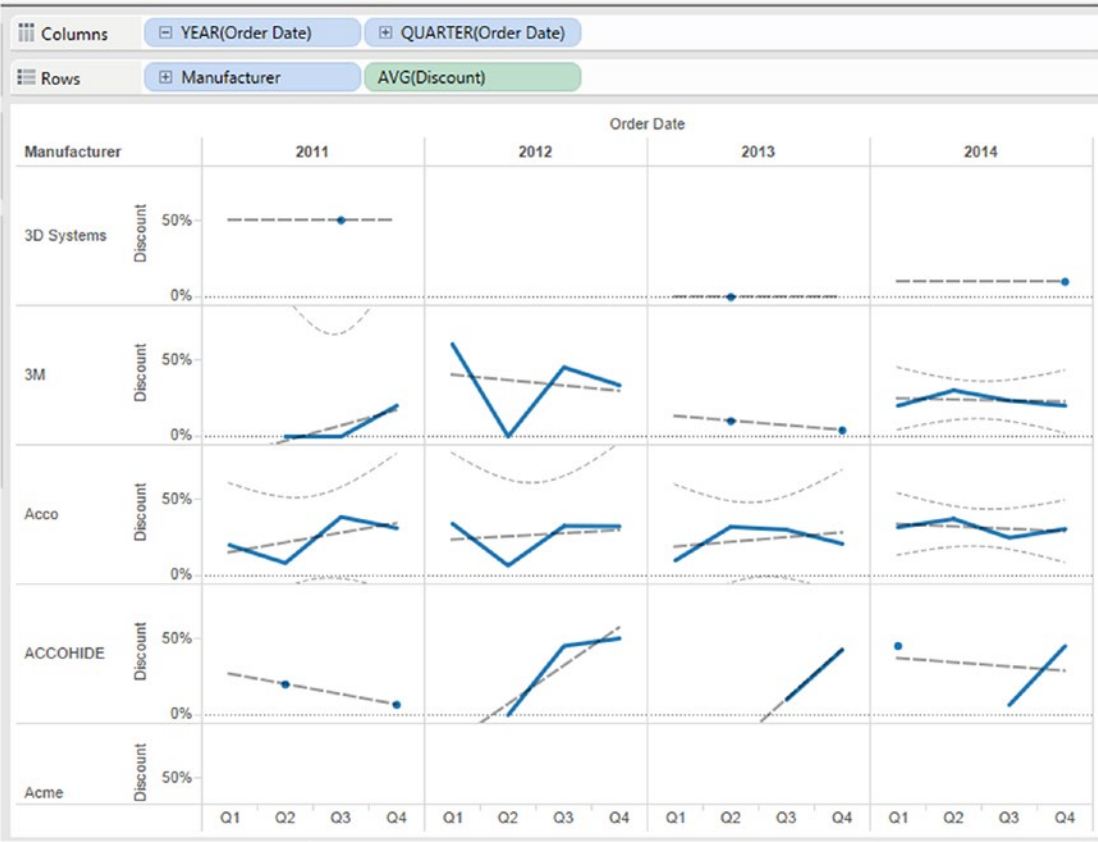 Columns YEAR(Order Date) QUARTER(Order Date)
Rows Manufacturer AVG(Discount)
Order Date
Manufacturer 2011 2012 2013 2014
3D Systems Discount 50% 0%
3M Discount 50% 0%
Acco Discount 50% 0%
ACCOHIDE Discount 50% 0%
Acme Discount 50%
Q1 Q2 Q3 Q4 Q1 Q2 Q3 Q4 Q1 Q2 Q3 Q4 Q1 Q2 Q3 Q4